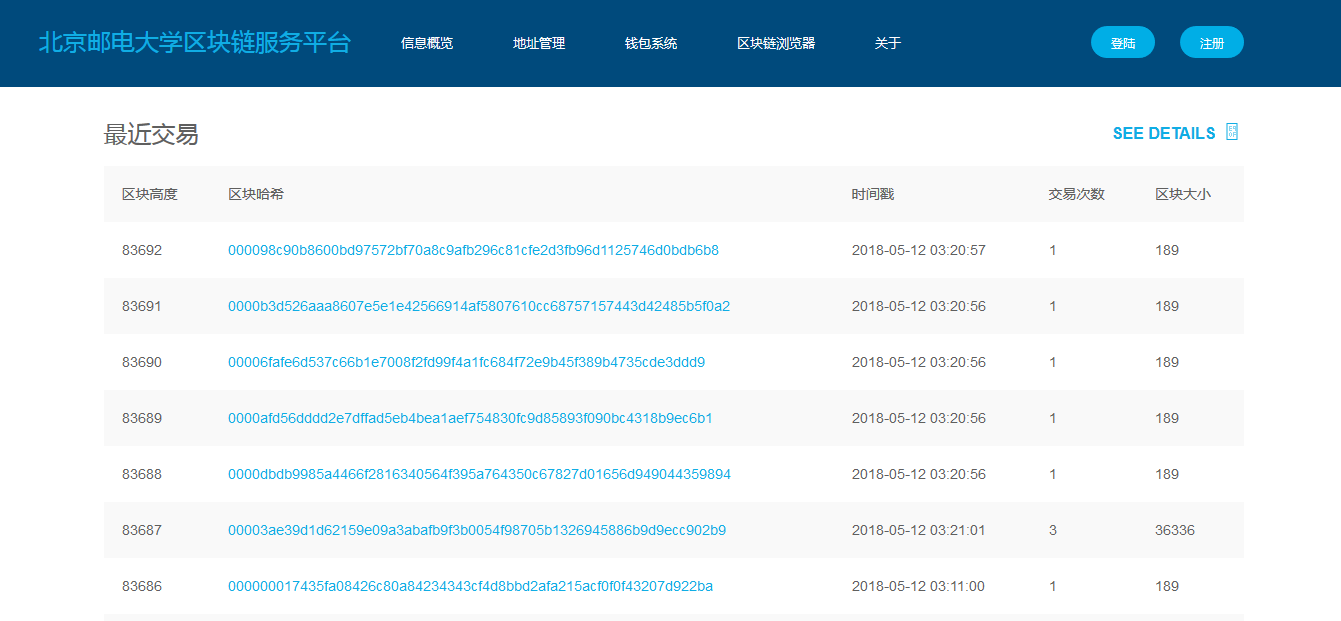 北京邮电大学区块链服务平台 信息概览 地址管理 钱包系统 区块链浏览器 关于 登陆 注册
最近交易 SEE DETAILS
区块高度 区块哈希 时间戳 交易次数 区块大小
83692 000098c90b8600bd97572bf70a8c9afb296c81cfe2d3fb96d1125746d0bdb6b8 2018-05-12 03:20:57 1 189
83691 0000b3d526aaa8607e5e1e42566914af5807610cc68757157443d42485b5f0a2 2018-05-12 03:20:56 1 189
83690 00006fafe6d537c66b1e7008f2fd99f4a1fc684f72e9b45f389b4735cde3ddd9 2018-05-12 03:20:56 1 189
83689 0000afd56dddd2e7dffad5eb4bea1aef754830fc9d85893f090bc4318b9ec6b1 2018-05-12 03:20:56 1 189
83688 0000dbdb9985a4466f2816340564f395a764350c67827d01656d949044359894 2018-05-12 03:20:56 1 189
83687 00003ae39d1d62159e09a3abafb9f3b0054f98705b1326945886b9d9ecc902b9 2018-05-12 03:21:01 3 36336
83686 000000017435fa08426c80a84234343cf4d8bbd2afa215acf0f0f43207d922ba 2018-05-12 03:11:00 1 189